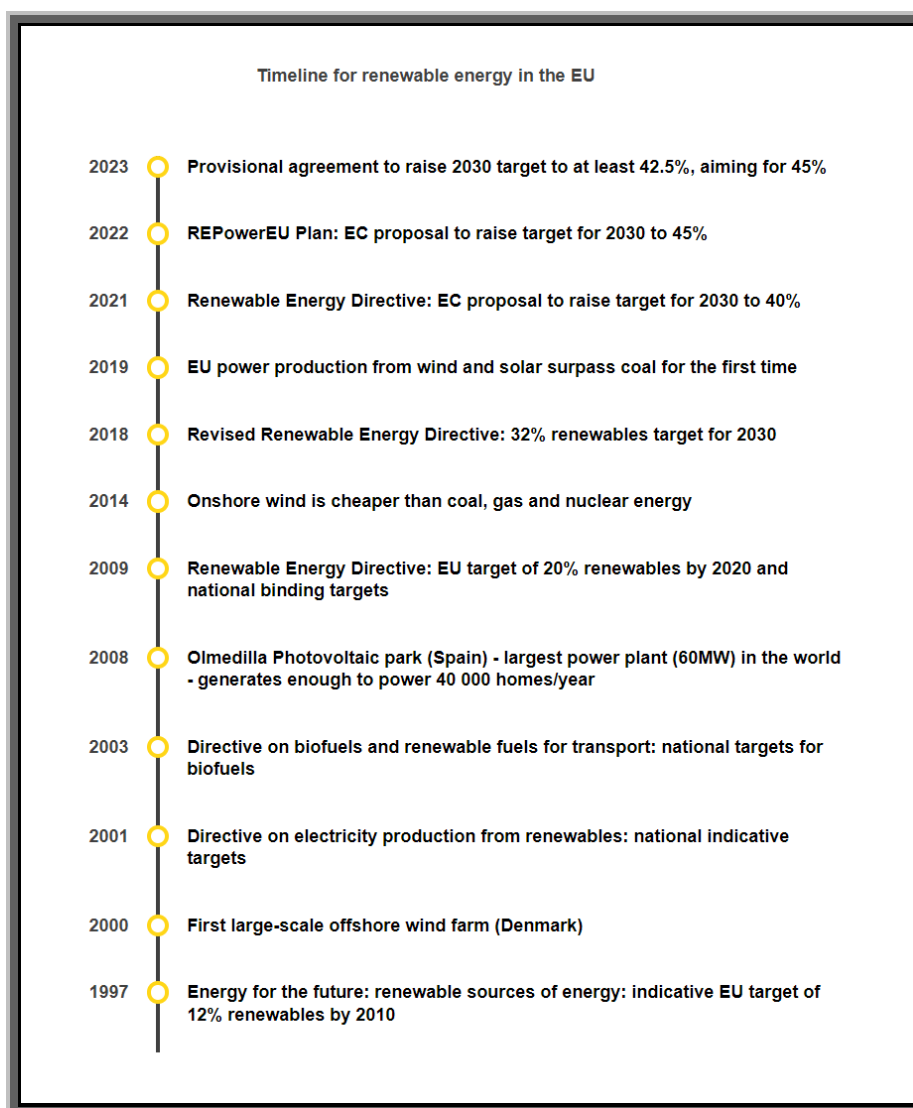 Timeline for renewable energy in the EU
2023 Provisional agreement to raise 2030 target to at least 42.5%, aiming for 45%
2022 REPowerEU Plan: EC proposal to raise target for 2030 to 45%
2021 Renewable Energy Directive: EC proposal to raise target for 2030 to 40%
2019 EU power production from wind and solar surpass coal for the first time
2018 Revised Renewable Energy Directive: 32% renewables target for 2030
2014 Onshore wind is cheaper than coal, gas and nuclear energy
2009 Renewable Energy Directive: EU target of 20% renewables by 2020 and
national binding targets
2008 Olmedilla Photovoltaic park (Spain) - largest power plant (60MW) in the world
- generates enough to power 40 000 homes/year
2003 Directive on biofuels and renewable fuels for transport: national targets for
biofuels
2001 Directive on electricity production from renewables: national indicative
targets
2000 First large-scale offshore wind farm (Denmark)
1997 Energy for the future: renewable sources of energy: indicative EU target of
12% renewables by 2010